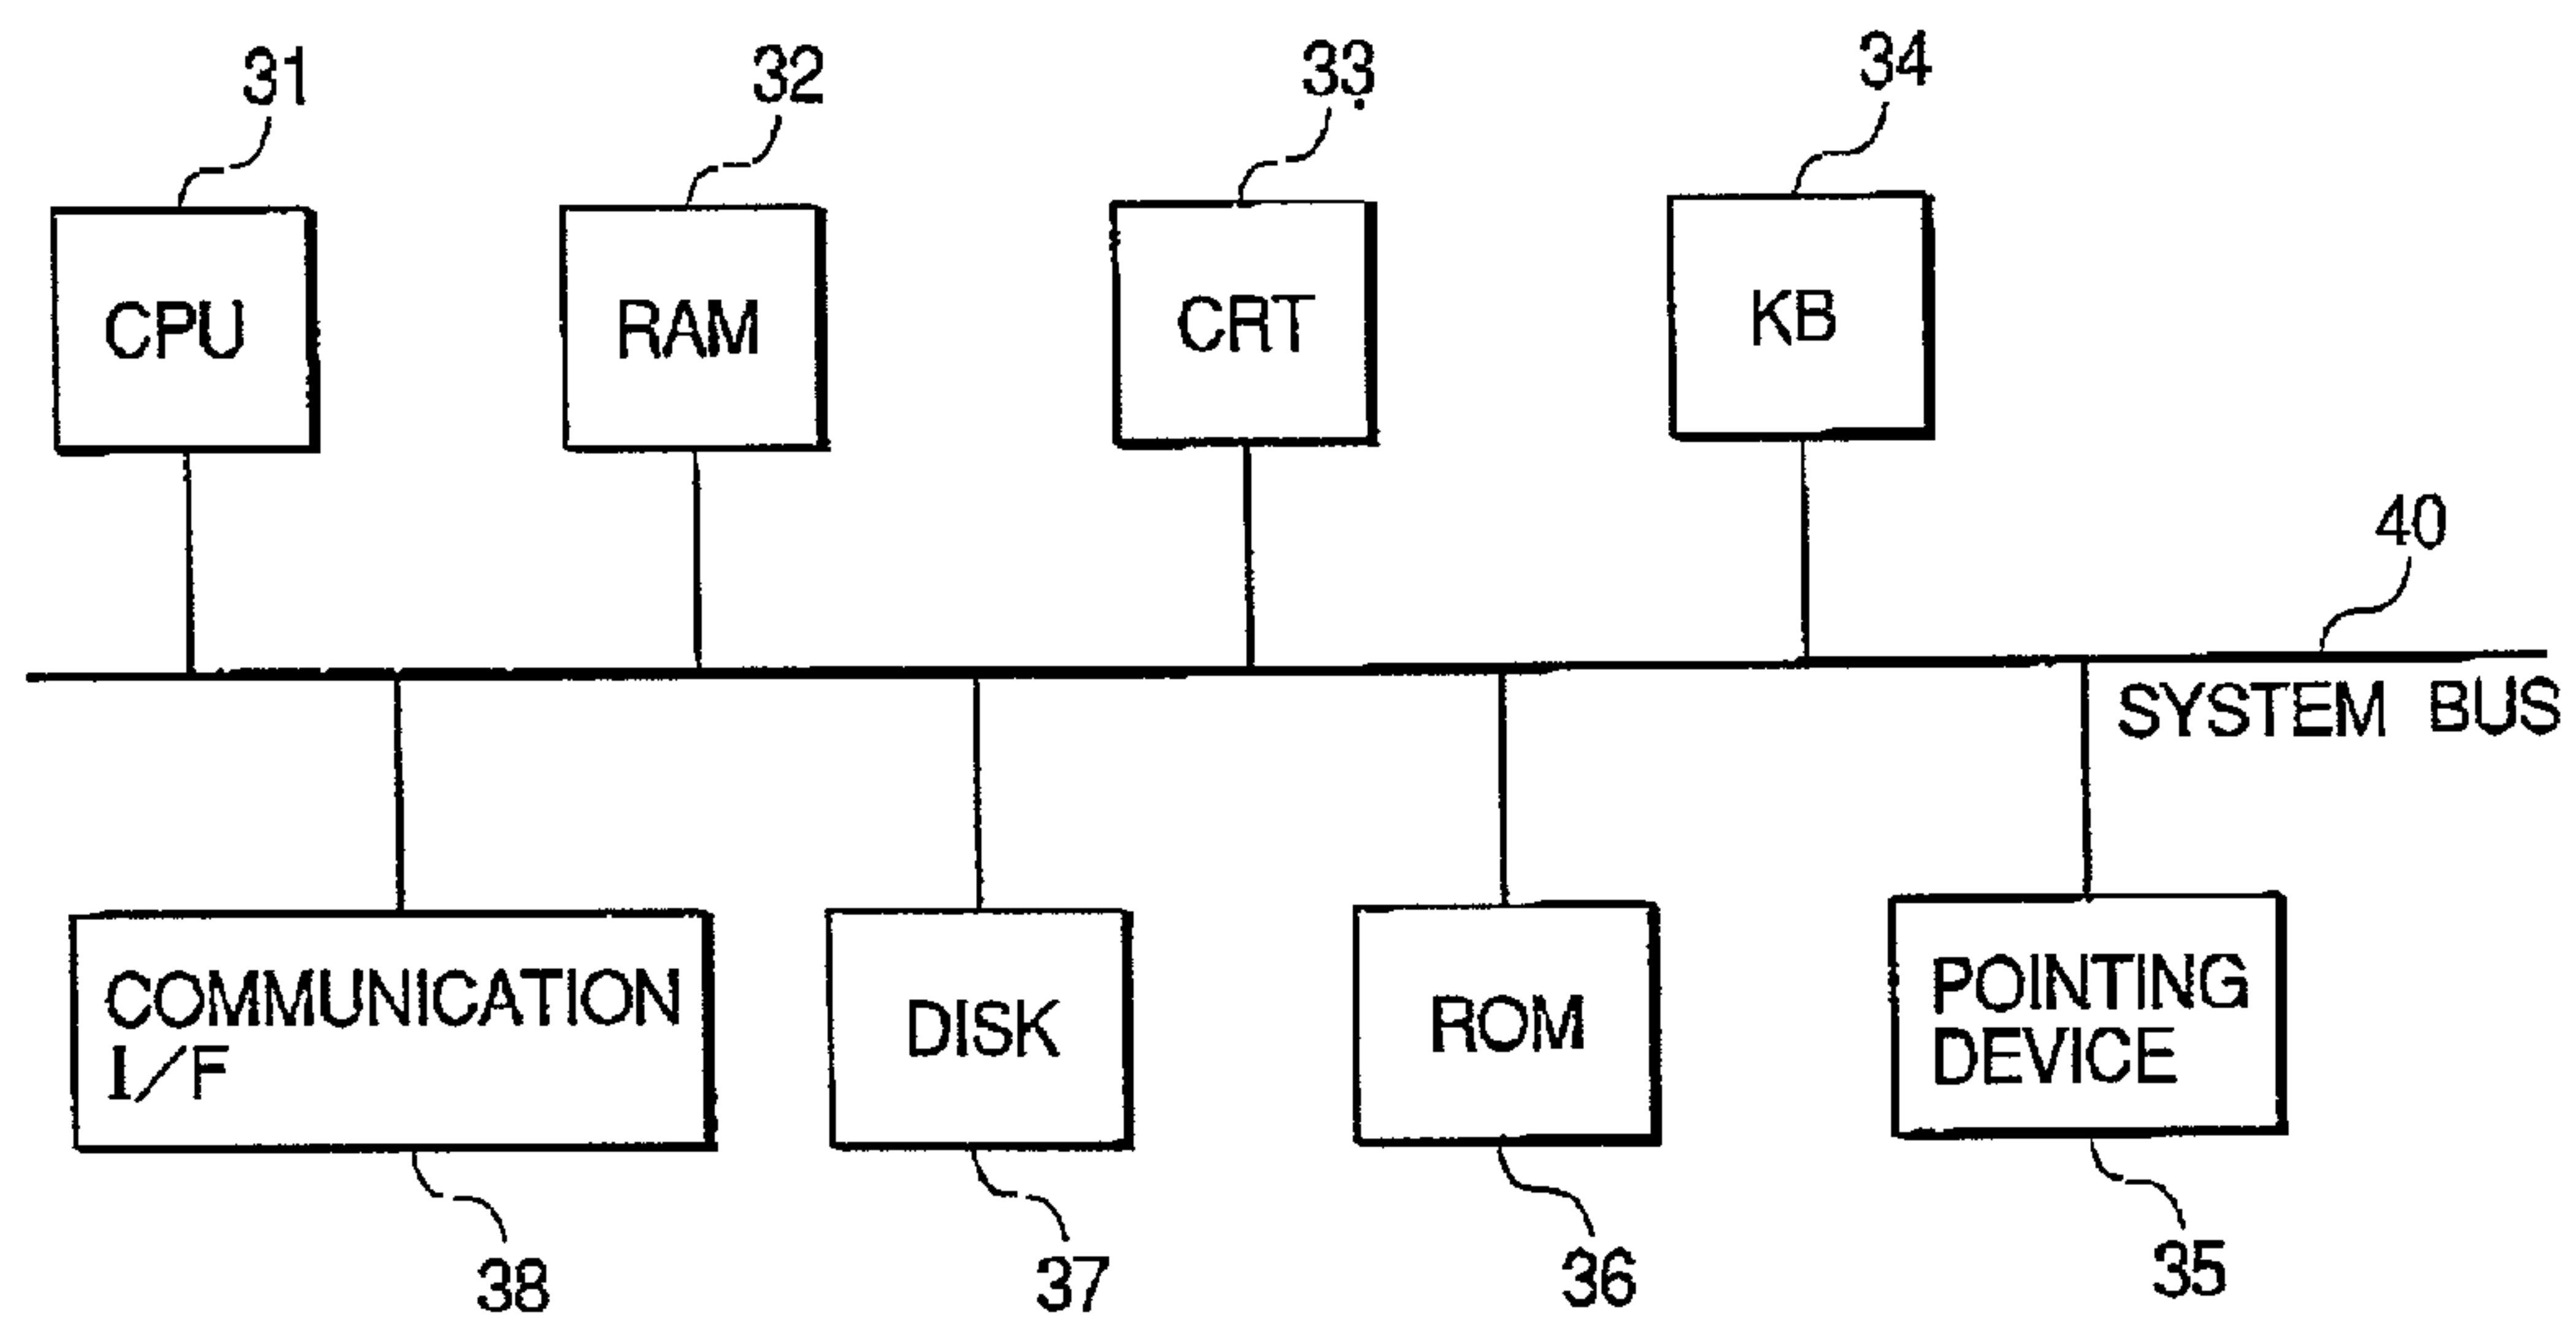 31
32
33
34
CPU
RAM
CRT
KB
40
SYSTEM BUS
COMMUNICATION
I/F
DISK
ROM
POINTING
DEVICE
38
37
36
35